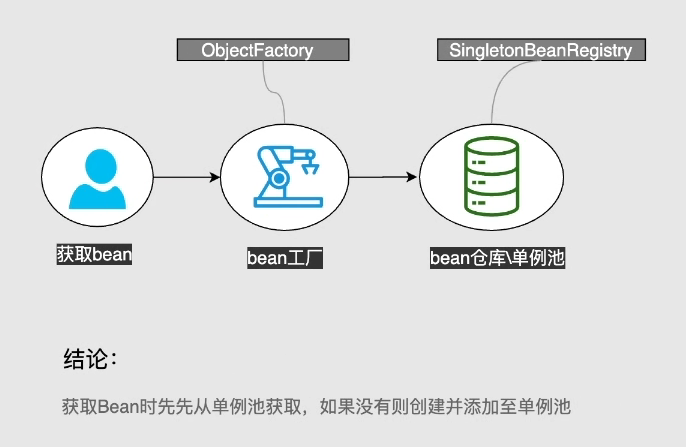 ObjectFactory
SingletonBeanRegistry
获取bean
bean工厂
bean仓库\单例池
结论：
获取Bean时先先从单例池获取，如果没有则创建并添加至单例池